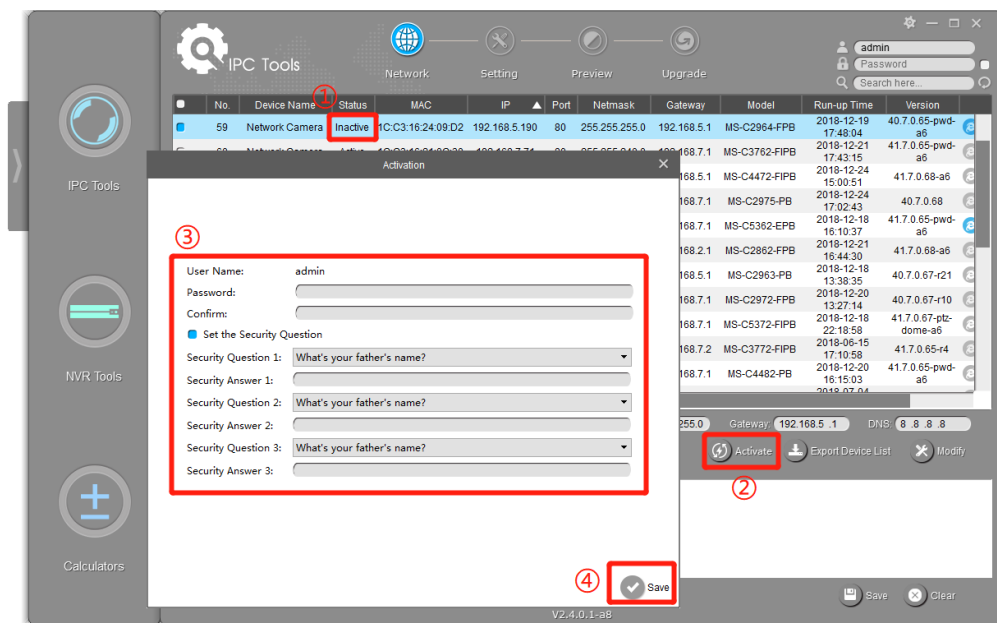 IPC Tools
Network
Setting
Preview
Upgrade
admin
Password
Search here...
①
No. Device Name Status MAC IP Port Netmask Gateway Model Run-up Time Version
59 Network Camera Inactive 1C:C3:16:24:09:D2 192.168.5.190 80 255.255.255.0 192.168.5.1 MS-C2964-FPB 2018-12-19 17:48:04 40.7.0.65-pwd-a6
168.7.1 MS-C3762-FIPB 2018-12-21 17:43:15 41.7.0.65-pwd-a6
168.5.1 MS-C4472-FIPB 2018-12-24 15:00:51 41.7.0.68-a6
168.7.1 MS-C2975-PB 2018-12-24 17:02:43 40.7.0.68
168.7.1 MS-C5362-EPB 2018-12-18 16:10:37 41.7.0.65-pwd-a6
168.2.1 MS-C2862-FPB 2018-12-21 16:44:30 41.7.0.68-a6
168.5.1 MS-C2963-PB 2018-12-18 13:38:35 40.7.0.67-r21
168.7.1 MS-C2972-FPB 2018-12-20 13:27:14 40.7.0.67-r10
168.7.1 MS-C5372-FIPB 2018-12-18 22:18:58 41.7.0.67-ptz-dome-a6
168.7.2 MS-C3772-FIPB 2018-06-15 17:10:58 41.7.0.65-r4
168.7.1 MS-C4482-PB 2018-12-20 16:15:03 41.7.0.65-pwd-a6
255.0 Gateway: 192.168.5 .1 DNS 8 .8 .8 .8
Activate
Export Device List
Modify
②
Save
Clear
IPC Tools
NVR Tools
Calculators
Activation
③
User Name: admin
Password:
Confirm:
Set the Security Question
Security Question 1: What's your father's name?
Security Answer 1:
Security Question 2: What's your father's name?
Security Answer 2:
Security Question 3: What's your father's name?
Security Answer 3:
④
Save
V2.4.0.1-a8